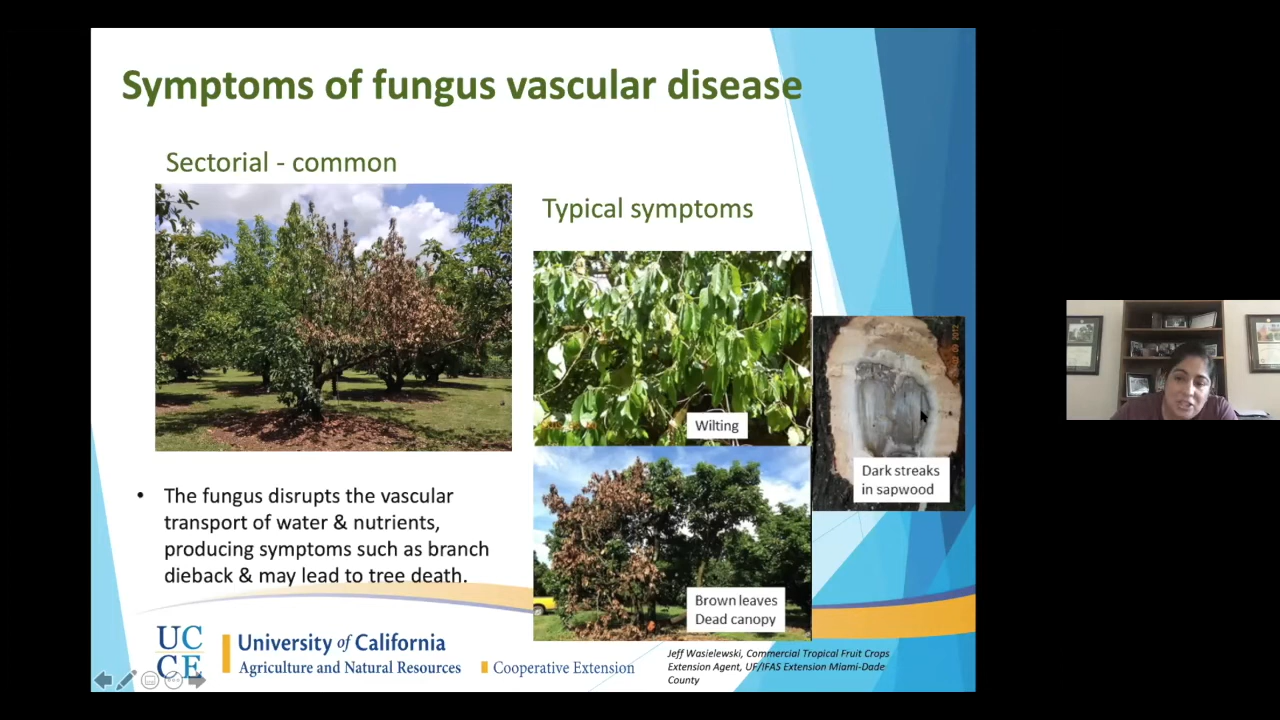 Symptoms of fungus vascular disease
Sectorial - common
Typical symptoms
Wilting
Dark streaks
in sapwood
Brown leaves
Dead canopy
• The fungus disrupts the vascular
transport of water & nutrients,
producing symptoms such as branch
dieback & may lead to tree death.
UC
CE
University of California
Agriculture and Natural Resources
Cooperative Extension
Jeff Wasielewski, Commercial Tropical Fruit Crops
Extension Agent, UF/IFAS Extension Miami-Dade
County